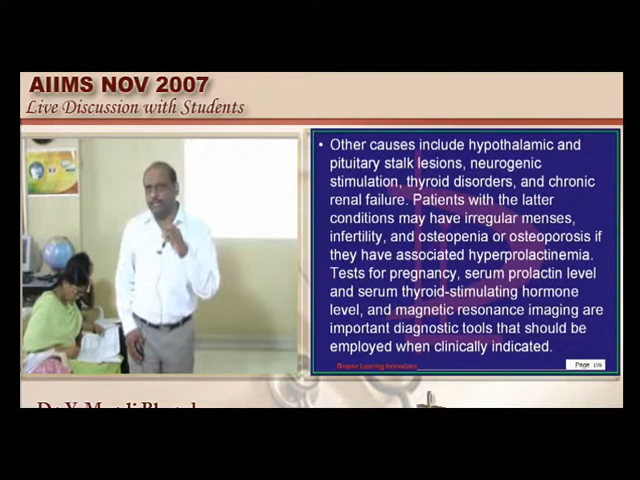 AIIMS NOV 2007
Live Discussion with Students
• Other causes include hypothalamic and
pituitary stalk lesions, neurogenic
stimulation, thyroid disorders, and chronic
renal failure. Patients with the latter
conditions may have irregular menses,
infertility, and osteopenia or osteoporosis if
they have associated hyperprolactinemia.
Tests for pregnancy, serum prolactin level
and serum thyroid-stimulating hormone
level, and magnetic resonance imaging are
important diagnostic tools that should be
employed when clinically indicated.
Learning Innovations
Page